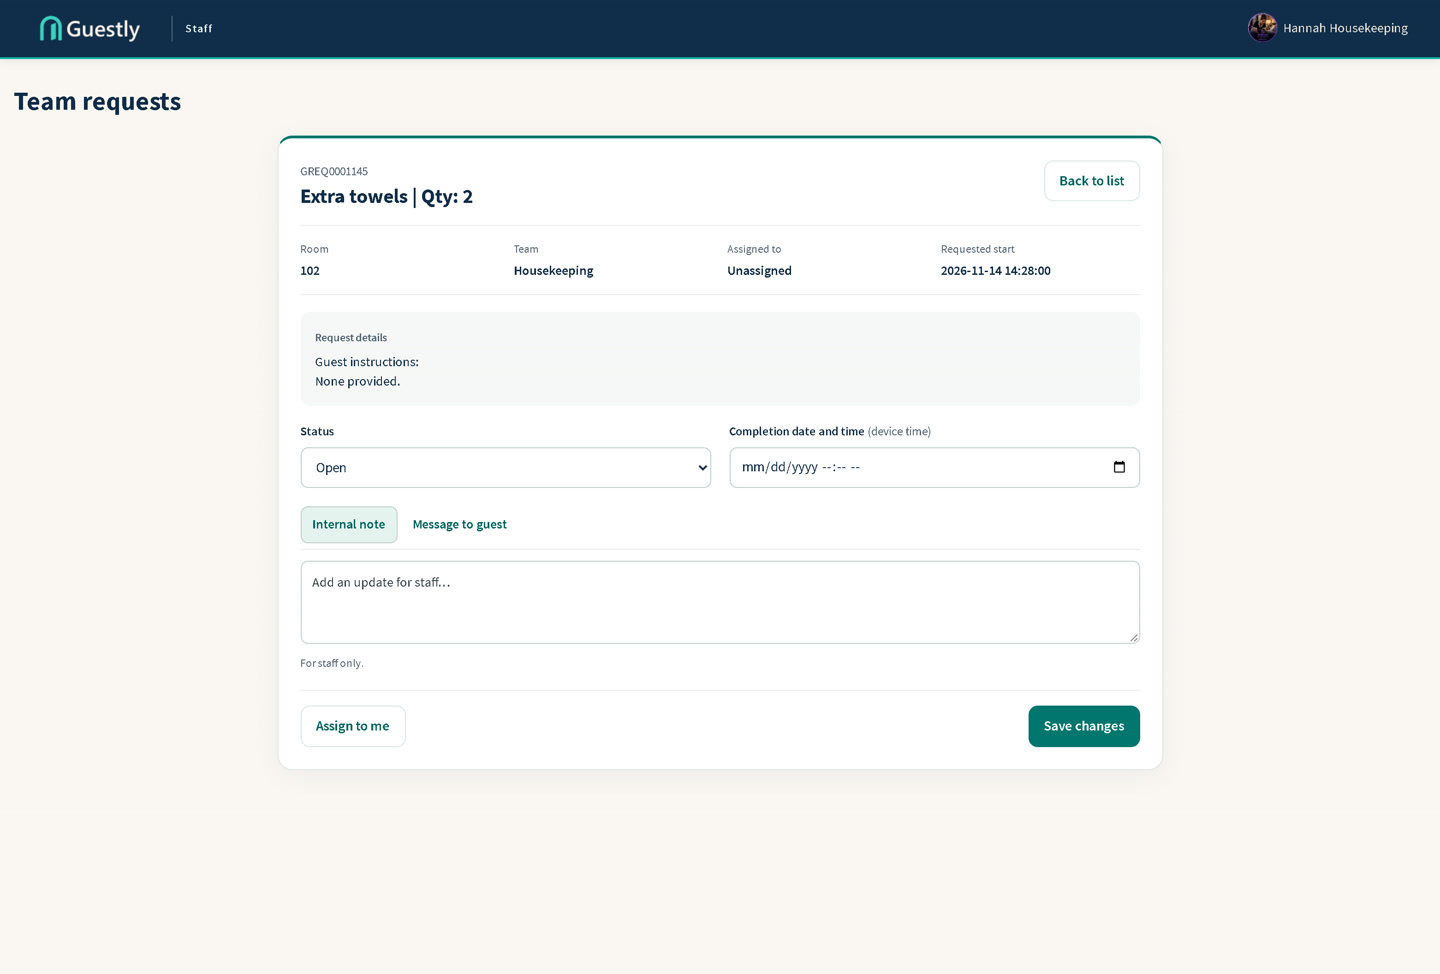 Guestly
Staff
Hannah Housekeeping
Team requests
GREQ0001145
Extra towels | Qty: 2
Back to list
Room
Team
Assigned to
Requested start
102
Housekeeping
Unassigned
2026-11-14 14:28:00
Request details
Guest instructions:
None provided.
Status
Completion date and time (device time)
Open
mm/dd/yyyy --:-- --
Internal note
Message to guest
Add an update for staff...
For staff only.
Assign to me
Save changes